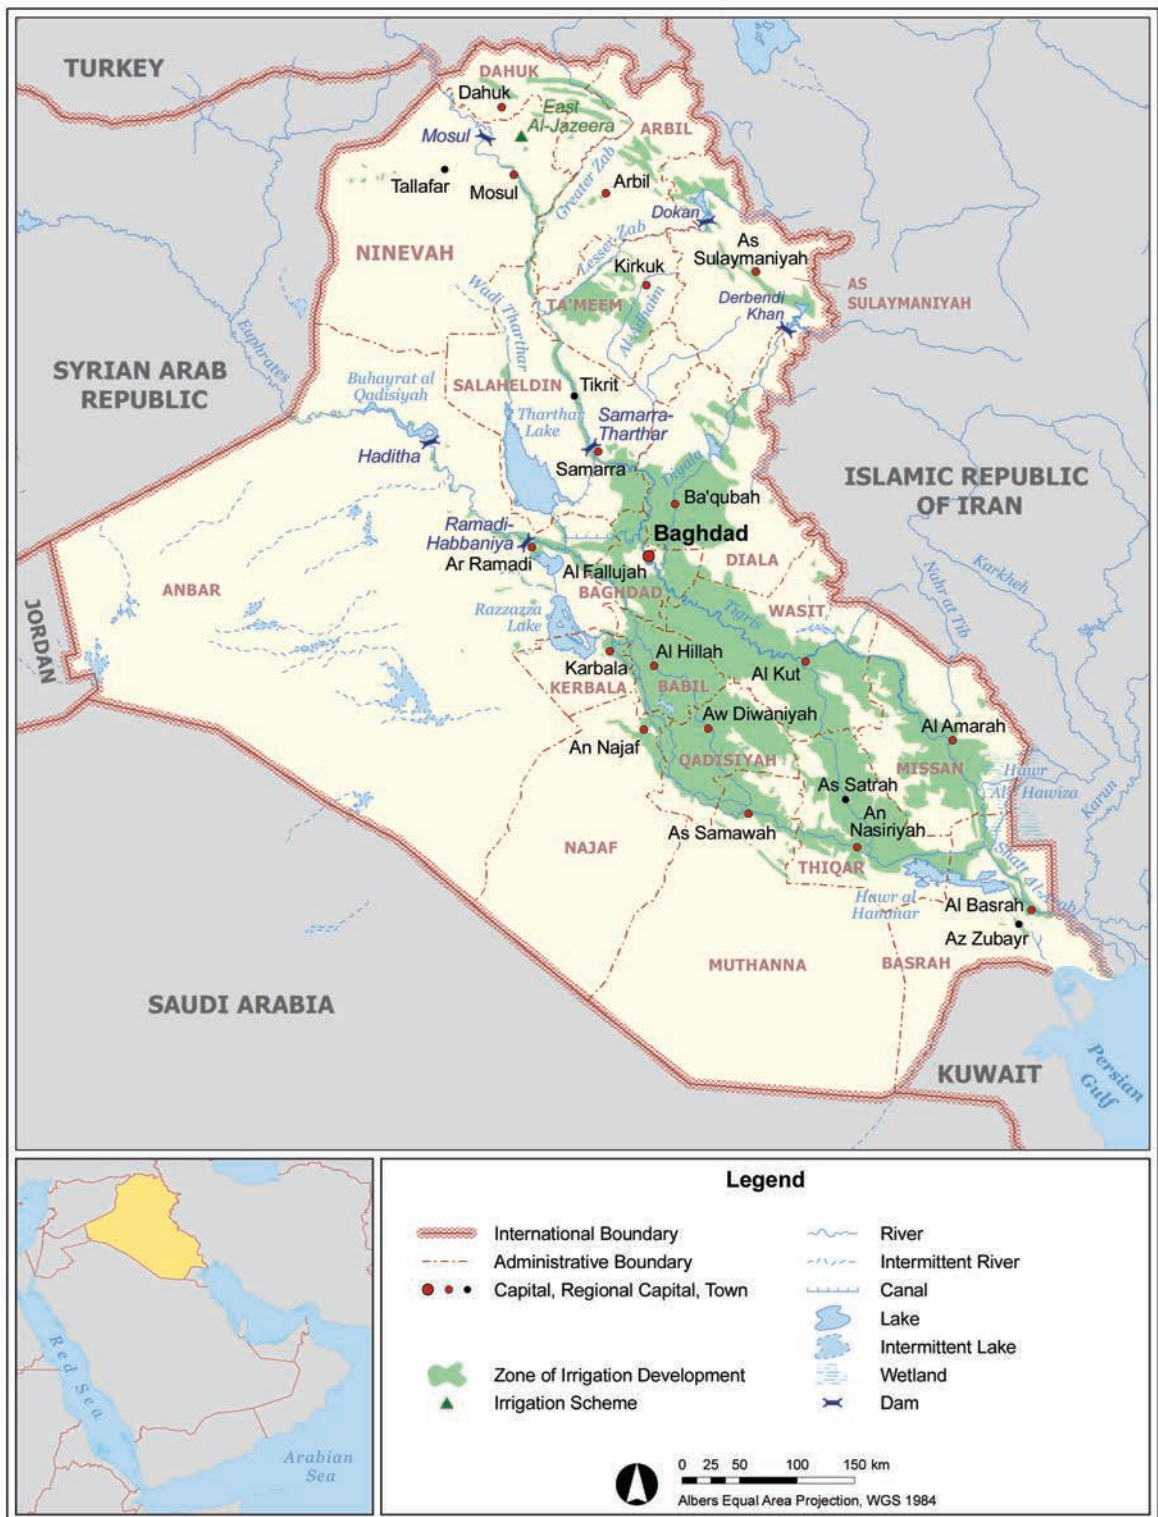 TURKEY
DAHUK
Dahuk
East
Al-Jazeera
ARBIL
Mosul
Tallafar
Mosul
Greater Zab
Arbil
Dokan
NINEVAH
Lesser Zab
As
Sulaymaniyah
Kirkuk
AS
SULAYMANIYAH
TA'MEEM
Al-Adhaim
Derbendi
Khan
Wadi Tharthar
Euphrates
SYRIAN ARAB
REPUBLIC
Buhayrat al
Qadisiyah
SALAHELDIN
Tikrit
Tharthar
Lake
Samarra-
Tharthar
Haditha
Samarra
Diyala
ISLAMIC REPUBLIC
OF IRAN
Ba'qubah
Ramadi-
Habbaniya
Baghdad
Ar Ramadi
Al Fallujah
DIALA
ANBAR
BAGHDAD
Karkheh
Nahr at Tib
JORDAN
Razzazza
Lake
Tigris
WASIT
Karbala
Al Hillah
Al Kut
KERBALA
BABIL
Aw Diwaniyah
Al Amarah
An Najaf
QADISIYAH
MISSAN
Hawr
Al Hawiza
Karun
As Satrah
An
Nasiriyah
As Samawah
NAJAF
THIQAR
Shatt Al-Arab
Hawr al
Hammar
Al Basrah
Az Zubayr
MUTHANNA
BASRAH
SAUDI ARABIA
KUWAIT
Persian
Gulf
Red Sea
Arabian
Sea
Legend
International Boundary
Administrative Boundary
Capital, Regional Capital, Town
Zone of Irrigation Development
Irrigation Scheme
River
Intermittent River
Canal
Lake
Intermittent Lake
Wetland
Dam
0 25 50 100 150 km
Albers Equal Area Projection, WGS 1984